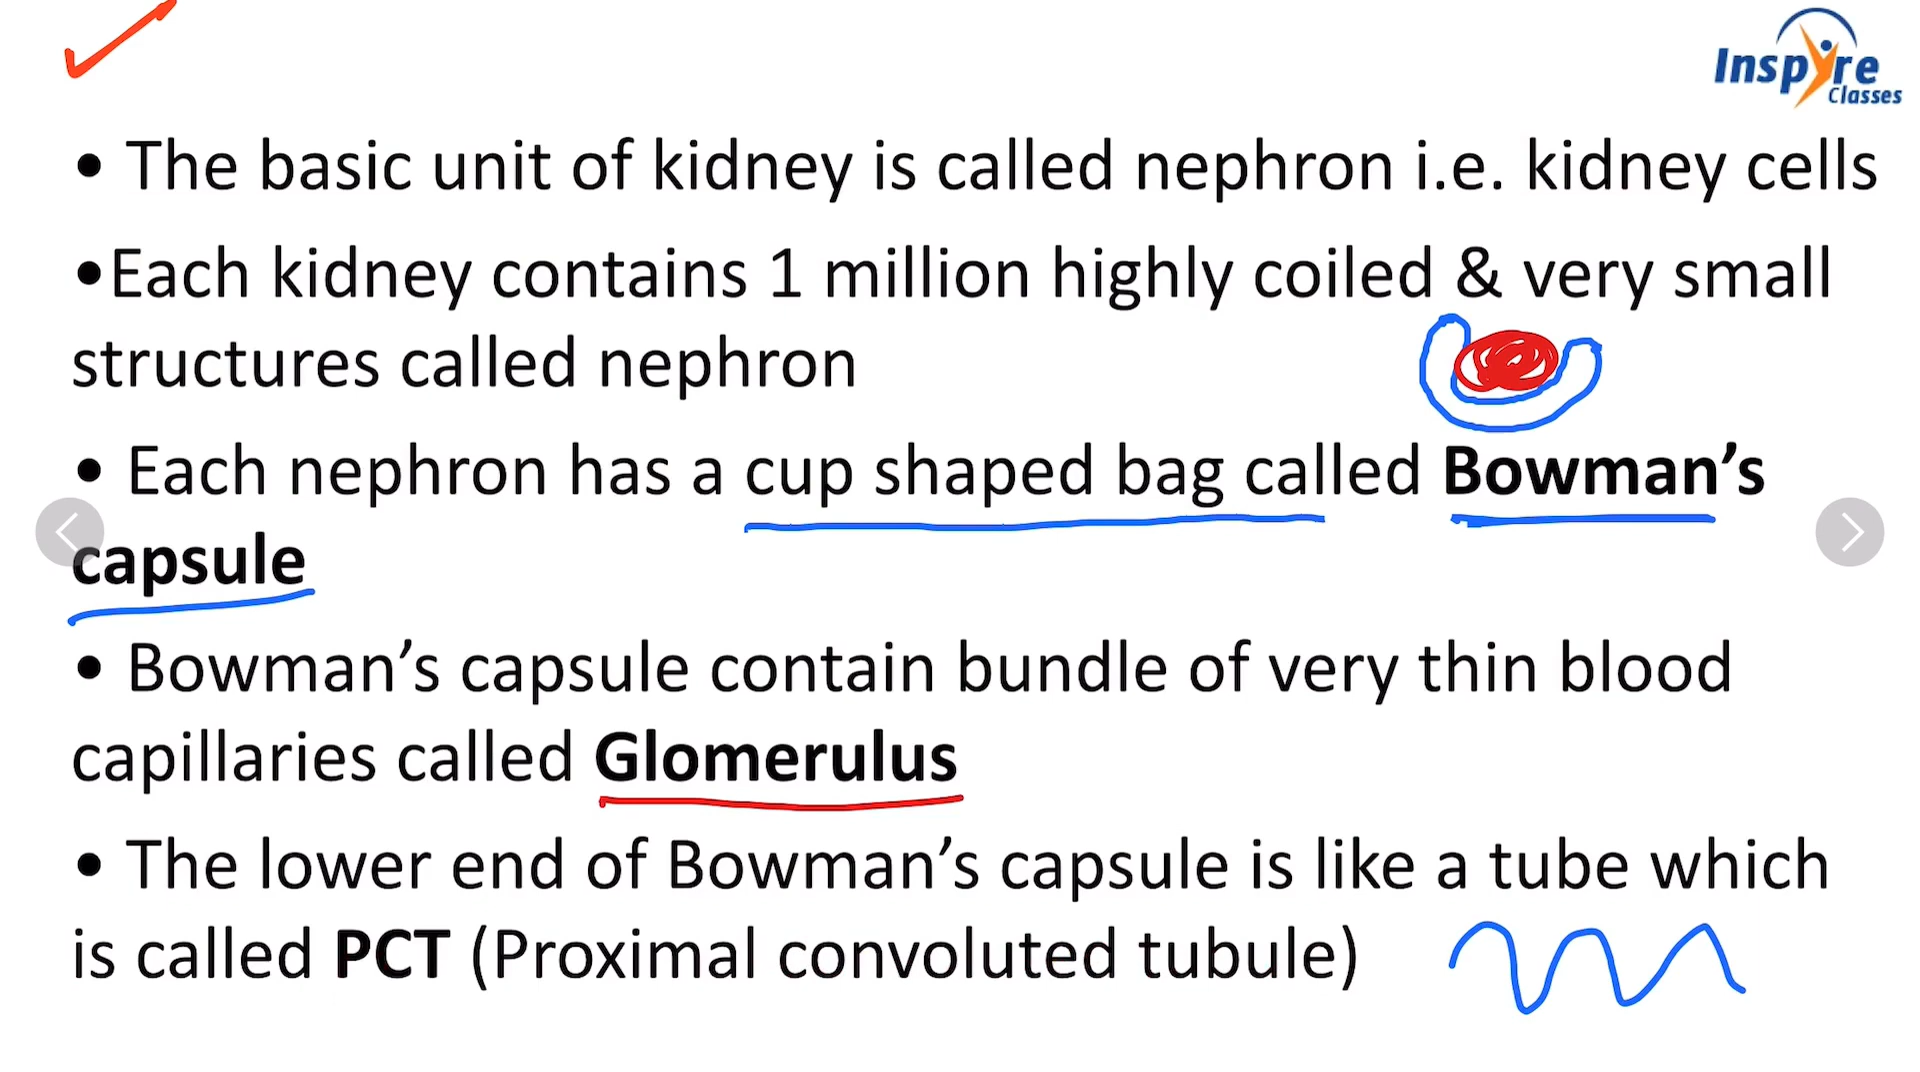 Inspire
Classes
• The basic unit of kidney is called nephron i.e. kidney cells
•Each kidney contains 1 million highly coiled & very small
structures called nephron
• Each nephron has a cup shaped bag called Bowman’s
capsule
• Bowman’s capsule contain bundle of very thin blood
capillaries called Glomerulus
• The lower end of Bowman’s capsule is like a tube which
is called PCT (Proximal convoluted tubule)